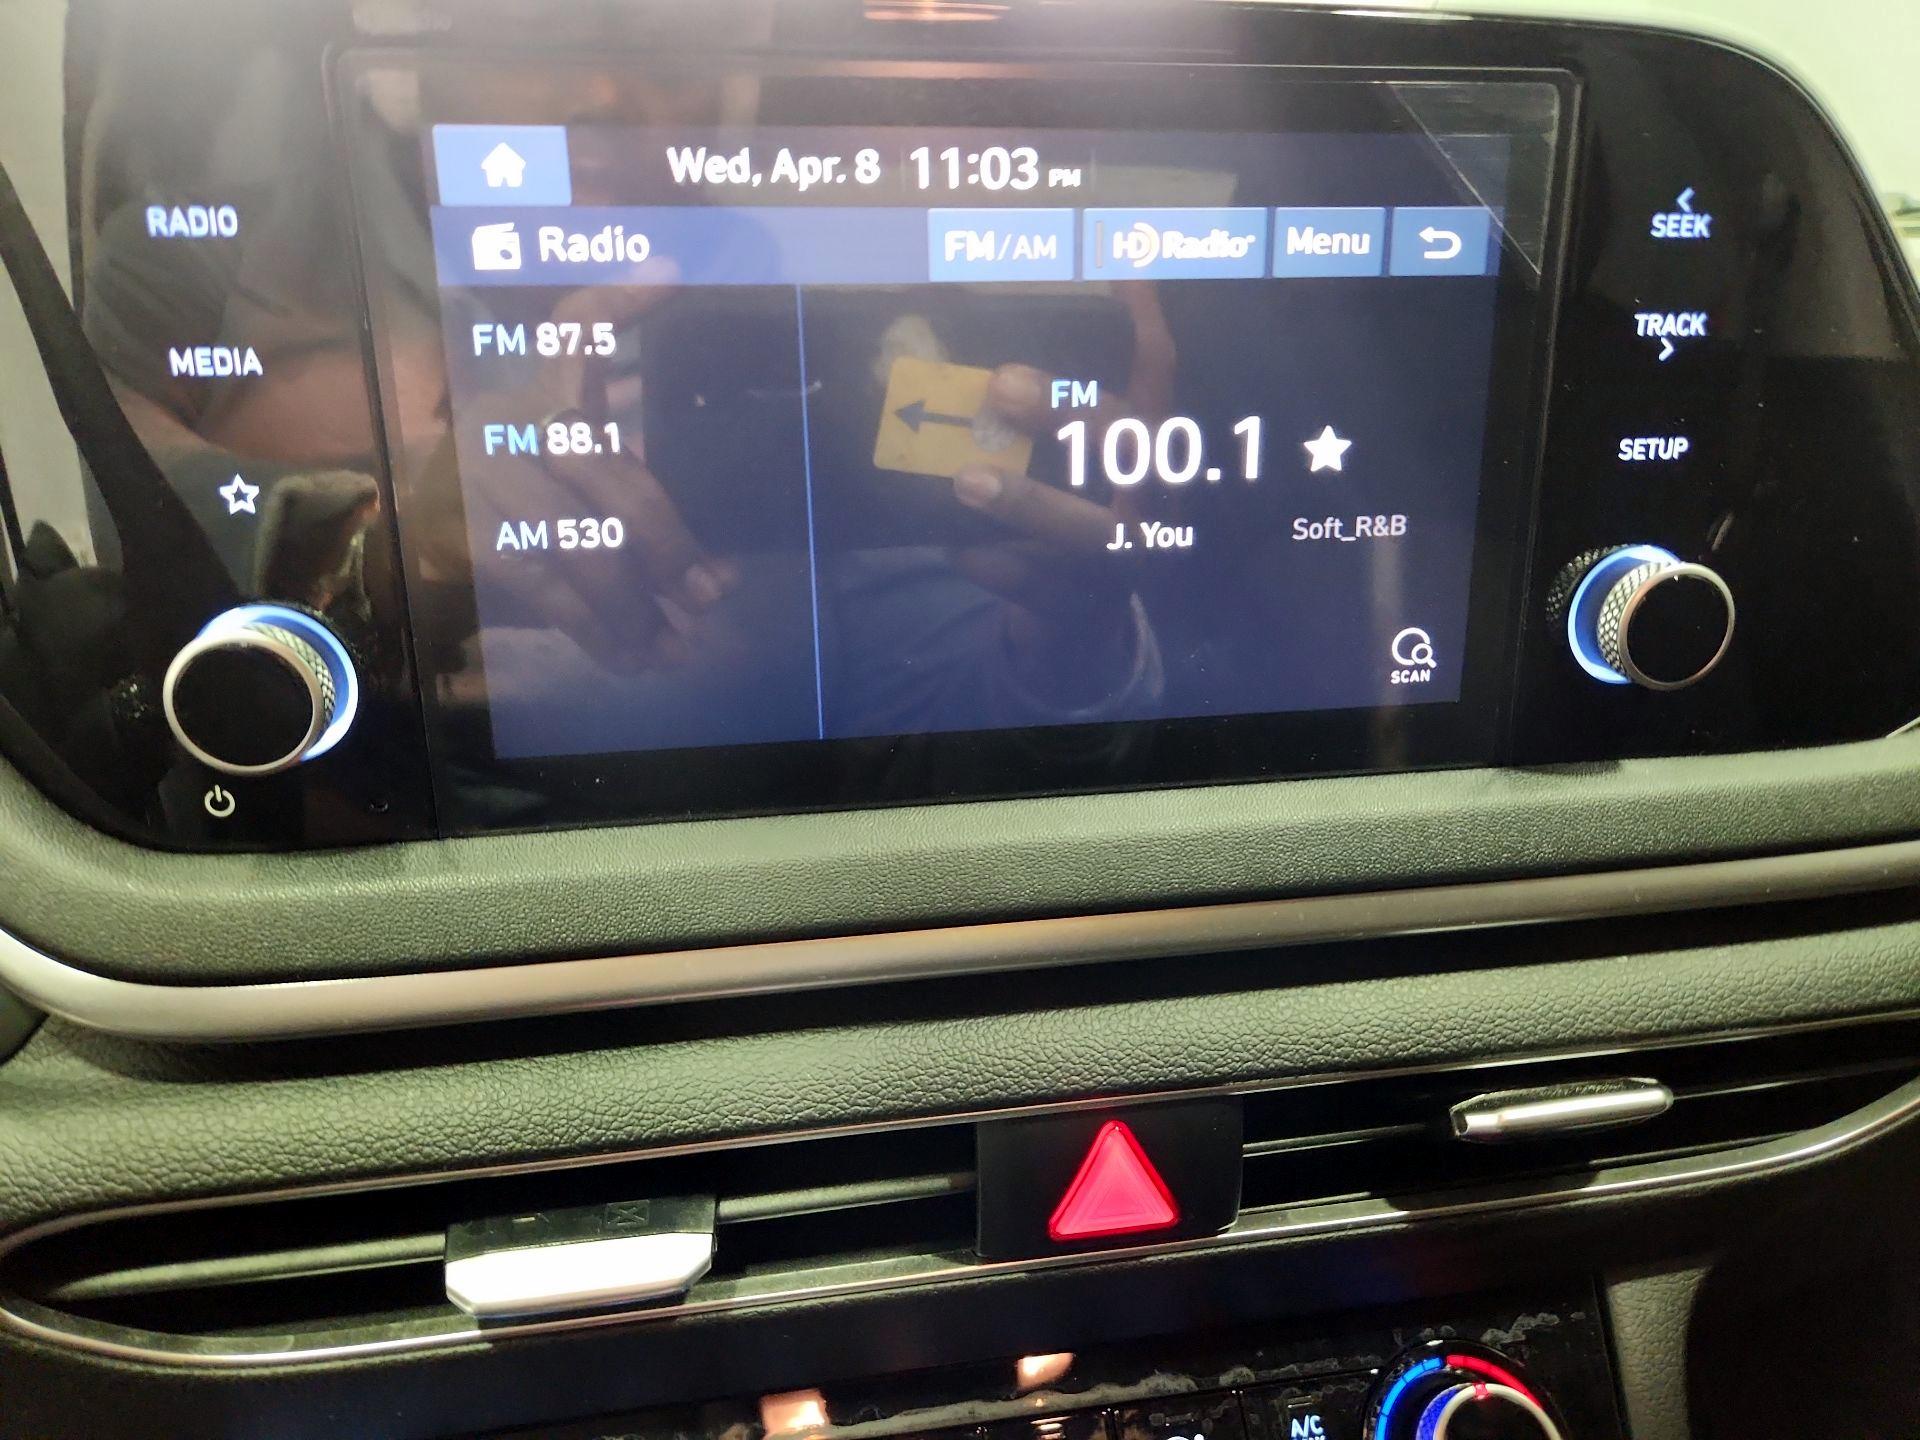 Wed, Apr. 8 11:03 PM
RADIO
MEDIA
Radio FM/AM HD Radio Menu
FM 87.5
FM 88.1
AM 530
FM
100.1
J. You Soft_R&B
SCAN
SEEK
TRACK
SETUP
A/C